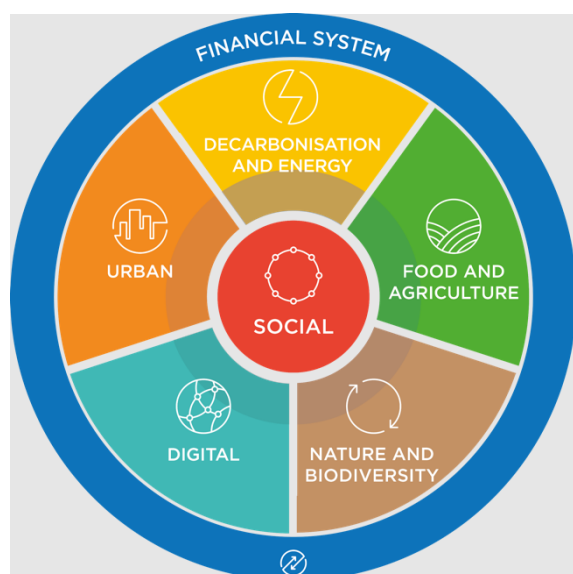 FINANCIAL SYSTEM
DECARBONISATION
AND ENERGY
URBAN
FOOD AND
AGRICULTURE
SOCIAL
DIGITAL
NATURE AND
BIODIVERSITY